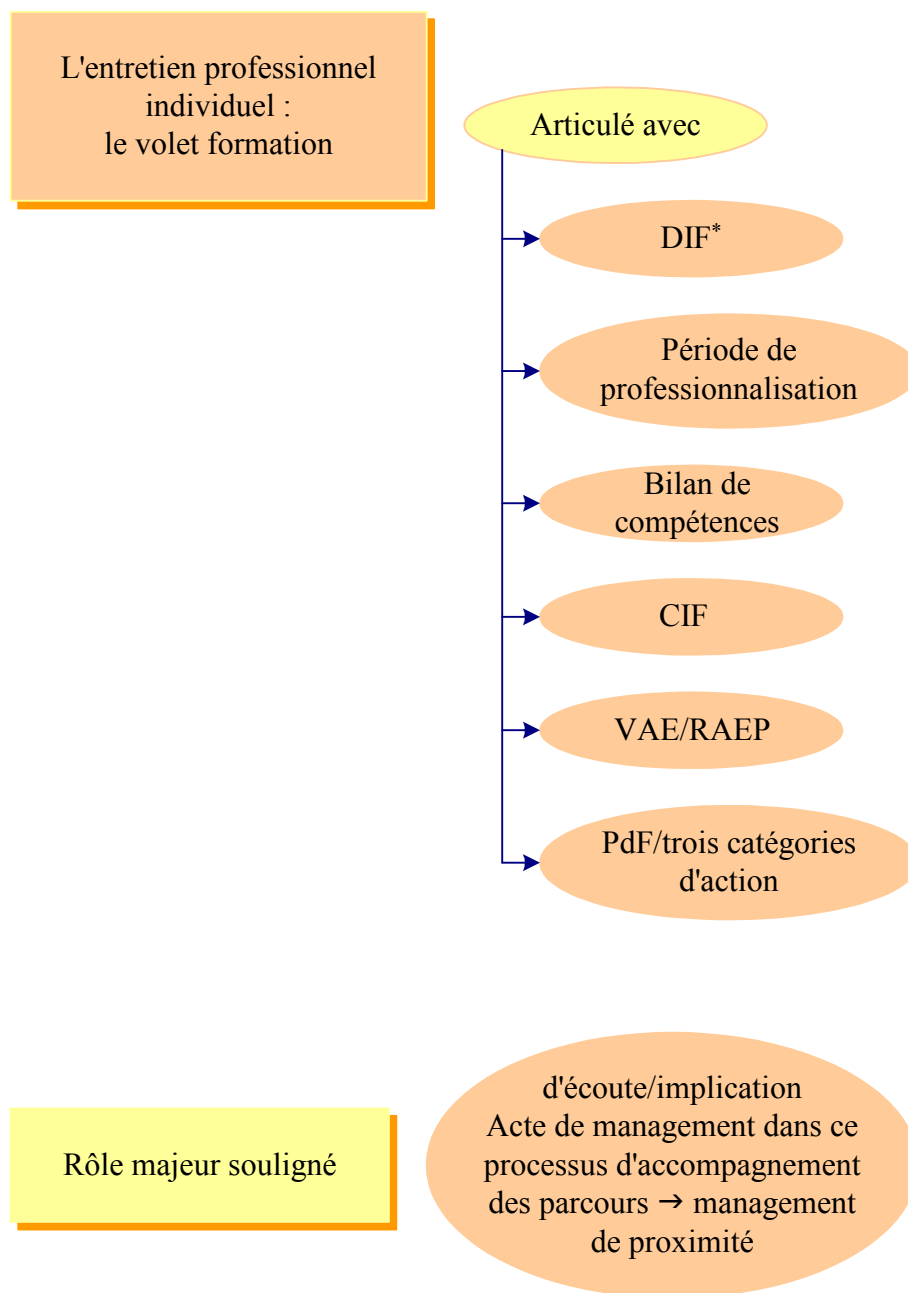 L'entretien professionnel
individuel :
le volet formation
Articulé avec
DIF*
Période de
professionnalisation
Bilan de
compétences
CIF
VAE/RAEP
PdF/trois catégories
d'action
Rôle majeur souligné
d'écoute/implication
Acte de management dans ce
processus d'accompagnement
des parcours → management
de proximité